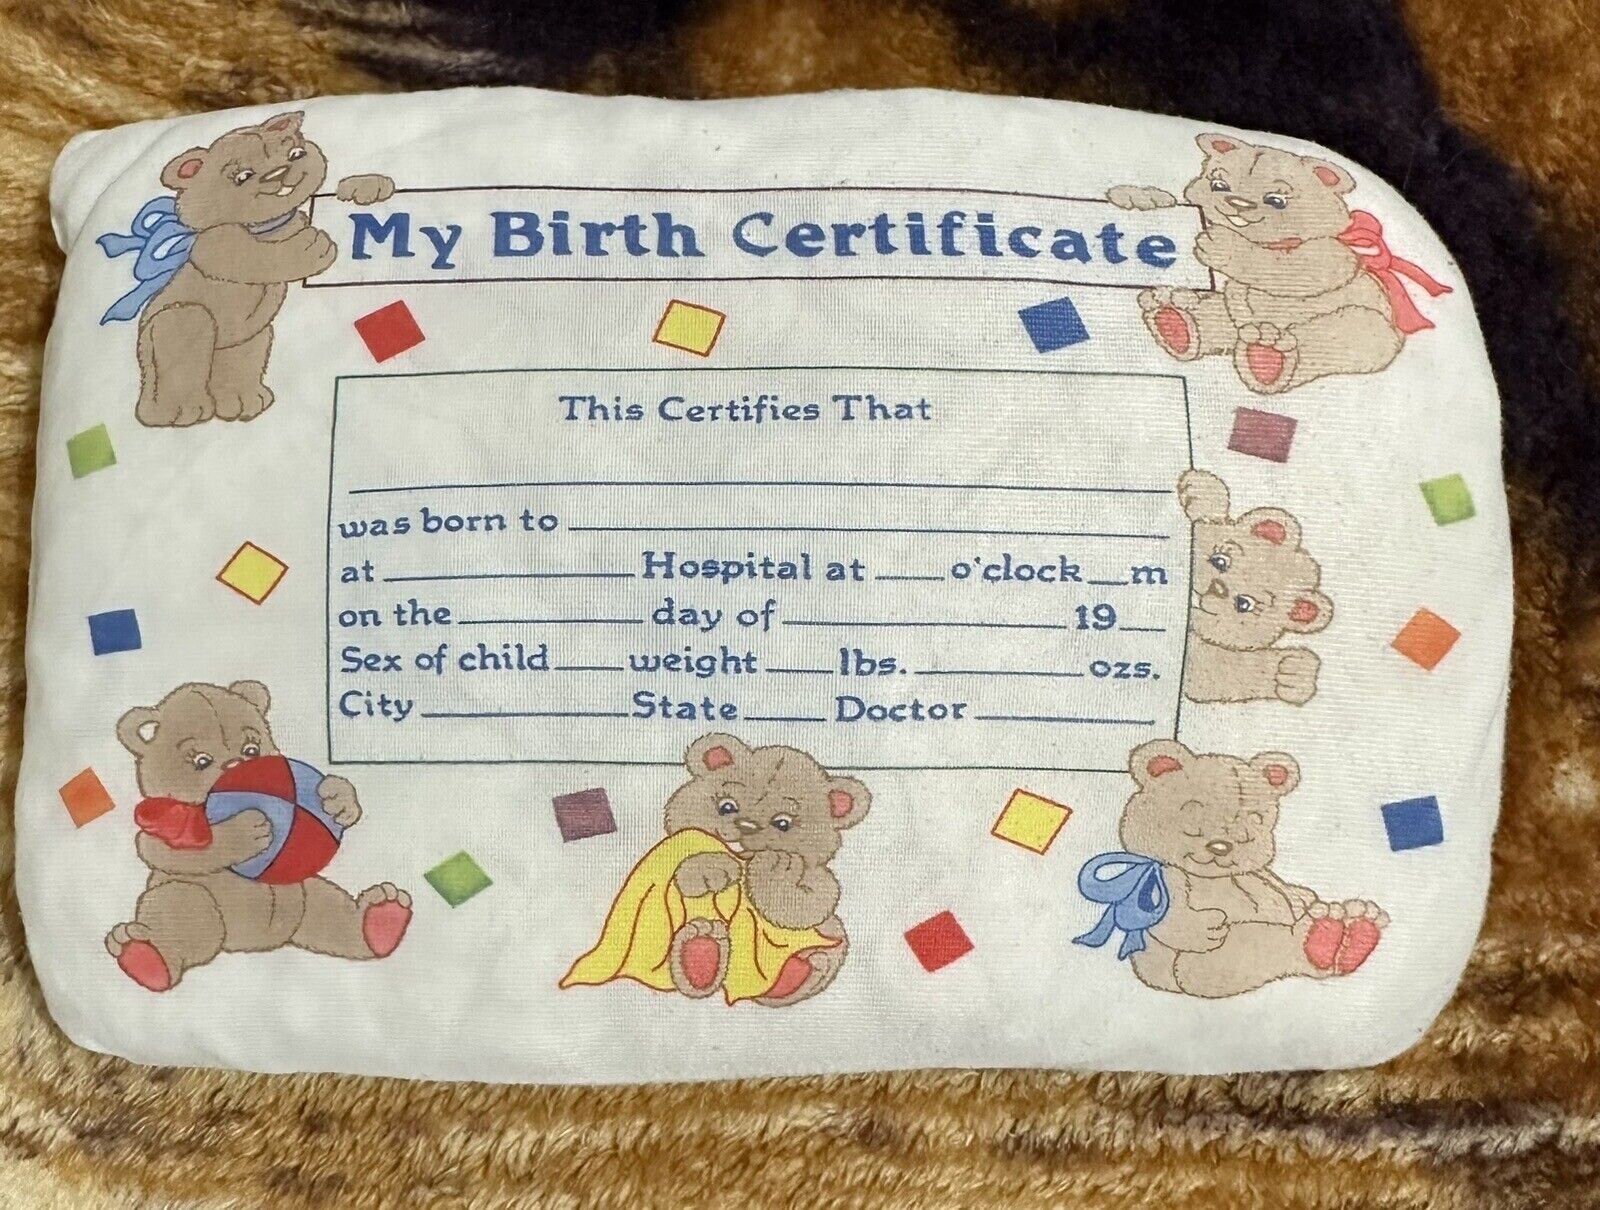 My Birth Certificate
This Certifies That
was born to
at Hospital at o'clock m
on the day of 19
Sex of child weight lbs. ozs.
City State Doctor